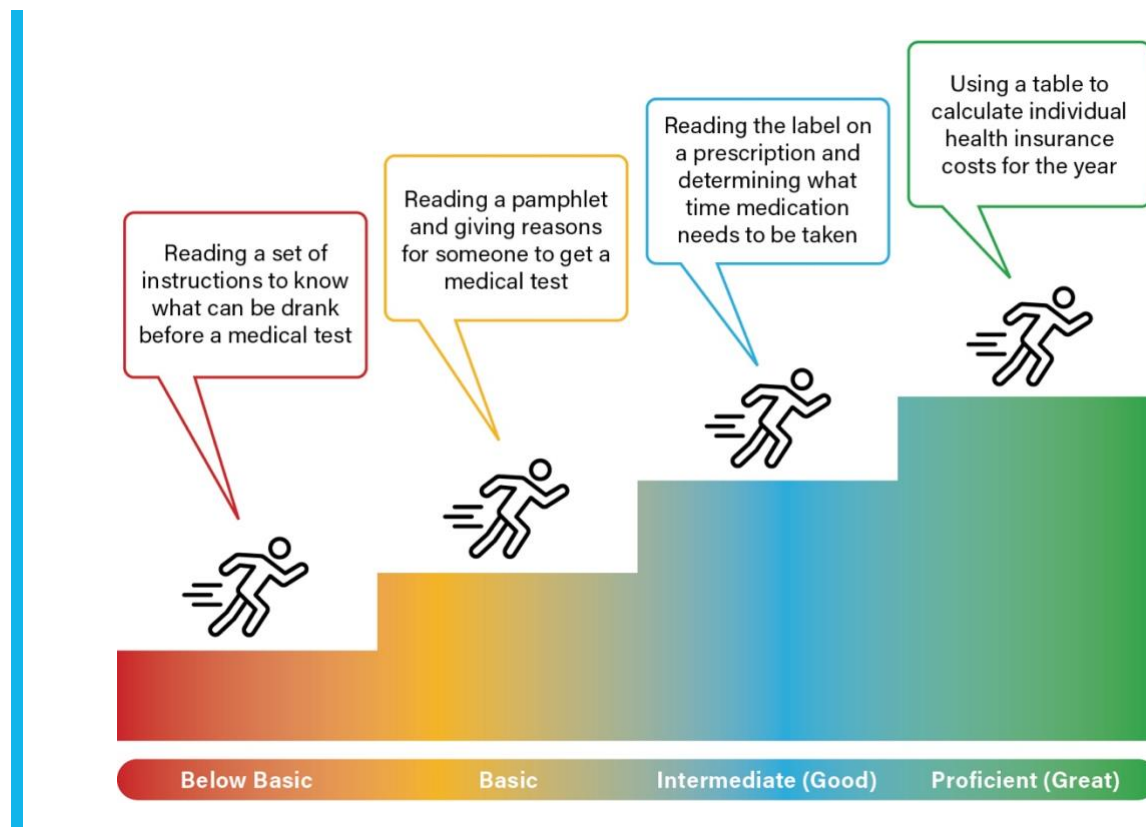 Reading a set of
instructions to know
what can be drank
before a medical test
Reading a pamphlet
and giving reasons
for someone to get a
medical test
Reading the label on
a prescription and
determining what
time medication
needs to be taken
Using a table to
calculate individual
health insurance
costs for the year
Below Basic
Basic
Intermediate (Good)
Proficient (Great)